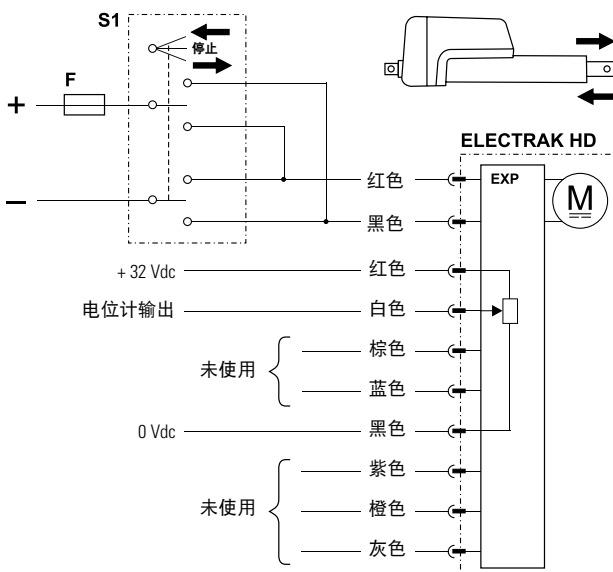 S1
停止
F
+
−
ELECTRAK HD
EXP
M
红色
黑色
+ 32 Vdc 红色
电位计输出 白色
未使用
棕色
蓝色
0 Vdc 黑色
未使用
紫色
橙色
灰色